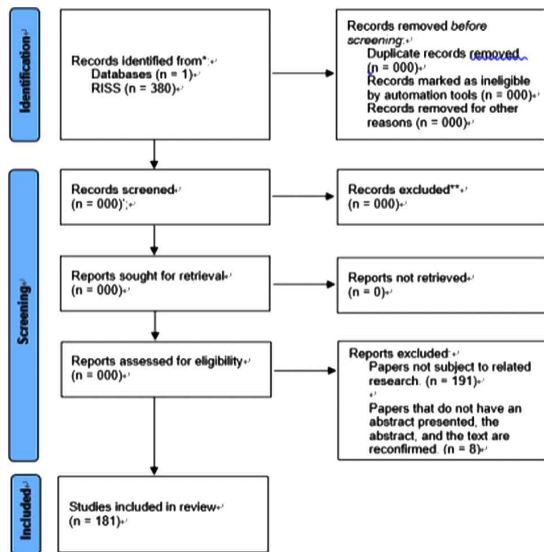 Identification
Records identified from*:
Databases (n = 1)
RISS (n = 380)
Records removed before
screening:
Duplicate records removed
(n = 000)
Records marked as ineligible
by automation tools (n = 000)
Records removed for other
reasons (n = 000)
Screening
Records screened
(n = 000)
Records excluded**
(n = 000)
Reports sought for retrieval
(n = 000)
Reports not retrieved
(n = 0)
Reports assessed for eligibility
(n = 000)
Reports excluded:
Papers not subject to related
research. (n = 191)
Papers that do not have an
abstract presented, the
abstract, and the text are
reconfirmed. (n = 8)
Included
Studies included in review
(n = 181)